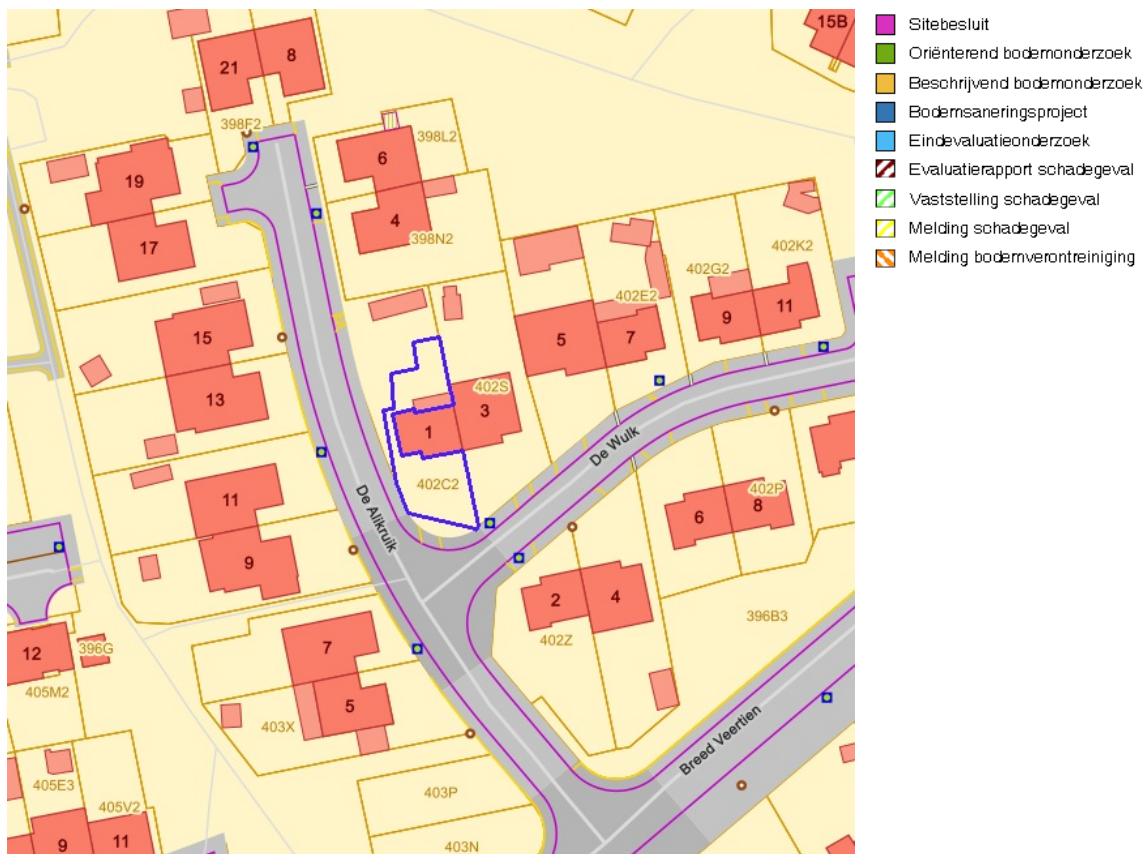 15B
21
8
398F2
6
398L2
19
4
17
398N2
402K2
402G2
402E2
9
11
15
5
7
402S
13
3
1
De Wulk
402C2
De Alikruik
402P
11
6
8
9
2
4
396B3
402Z
7
12
396G
405M2
5
403X
Breed Veertien
405E3
403P
405V2
9
11
403N
Sitebesluit
Oriënterend bodemonderzoek
Beschrijvend bodemonderzoek
Bodemsaneringsproject
Eindevaluatieonderzoek
Evaluatierapport schadegeval
Vaststelling schadegeval
Melding schadegeval
Melding bodemverontreiniging